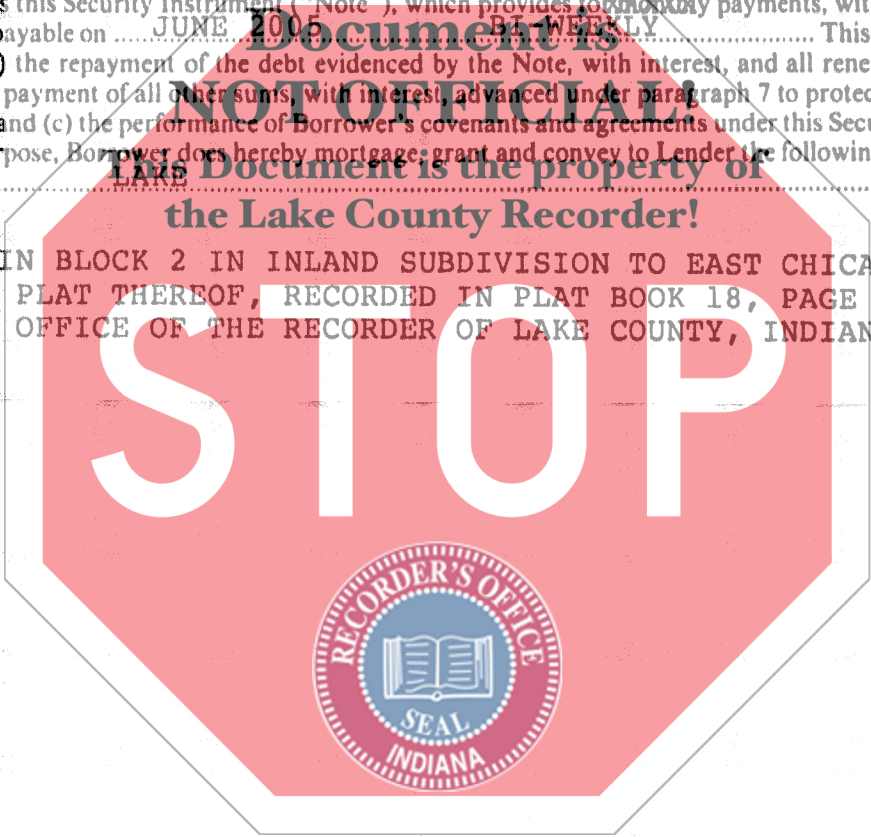 this Security Instrument ("Note"), which provides for monthly payments, wit
payable on JUNE 2005 BI-WEEKLY This
Document is
) the repayment of the debt evidenced by the Note, with interest, and all rene
payment of all other sums, with interest, advanced under paragraph 7 to protec
NOT OFFICIAL!
and (c) the performance of Borrower's covenants and agreements under this Secu
rpose, Borrower does hereby mortgage, grant and convey to Lender the followin
This Document is the property of
LAKE
the Lake County Recorder!
IN BLOCK 2 IN INLAND SUBDIVISION TO EAST CHICA
PLAT THEREOF, RECORDED IN PLAT BOOK 18, PAGE
OFFICE OF THE RECORDER OF LAKE COUNTY, INDIAN
STOP
RECORDER'S OFFICE
SEAL
INDIANA